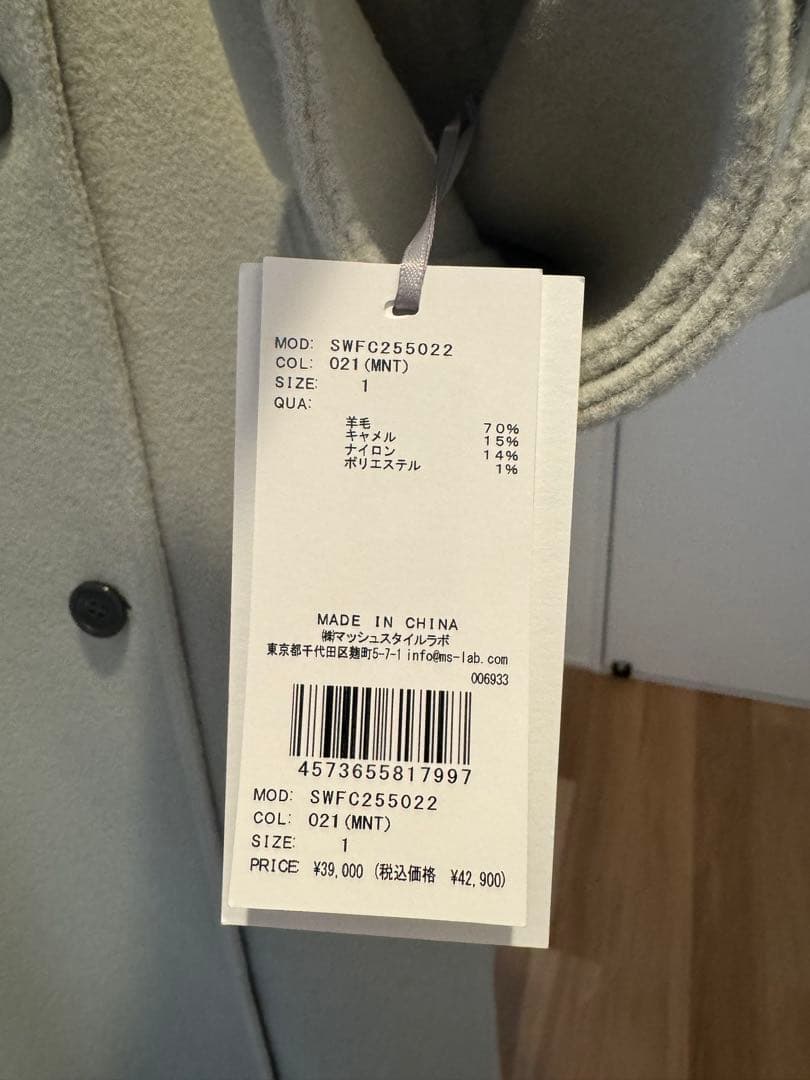 MOD: SWFC255022
COL: 021(MNT)
SIZE: 1
QUA:
羊毛 70%
キャメル 15%
ナイロン 14%
ポリエステル 1%
MADE IN CHINA
㈱マッシュスタイルラボ
東京都千代田区麹町5-7-1 info@ms-lab.com
006933
4573655817997
MOD: SWFC255022
COL: 021(MNT)
SIZE: 1
PRICE ¥39,000 (税込価格 ¥42,900)